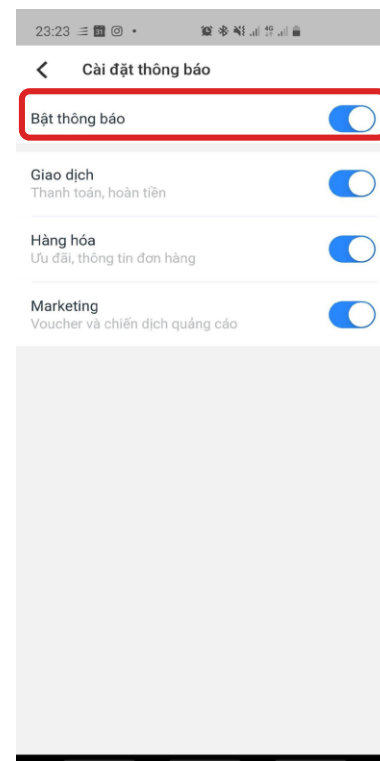 23:23
Cài đặt thông báo
Bật thông báo
Giao dịch
Thanh toán, hoàn tiền
Hàng hóa
Ưu đãi, thông tin đơn hàng
Marketing
Voucher và chiến dịch quảng cáo